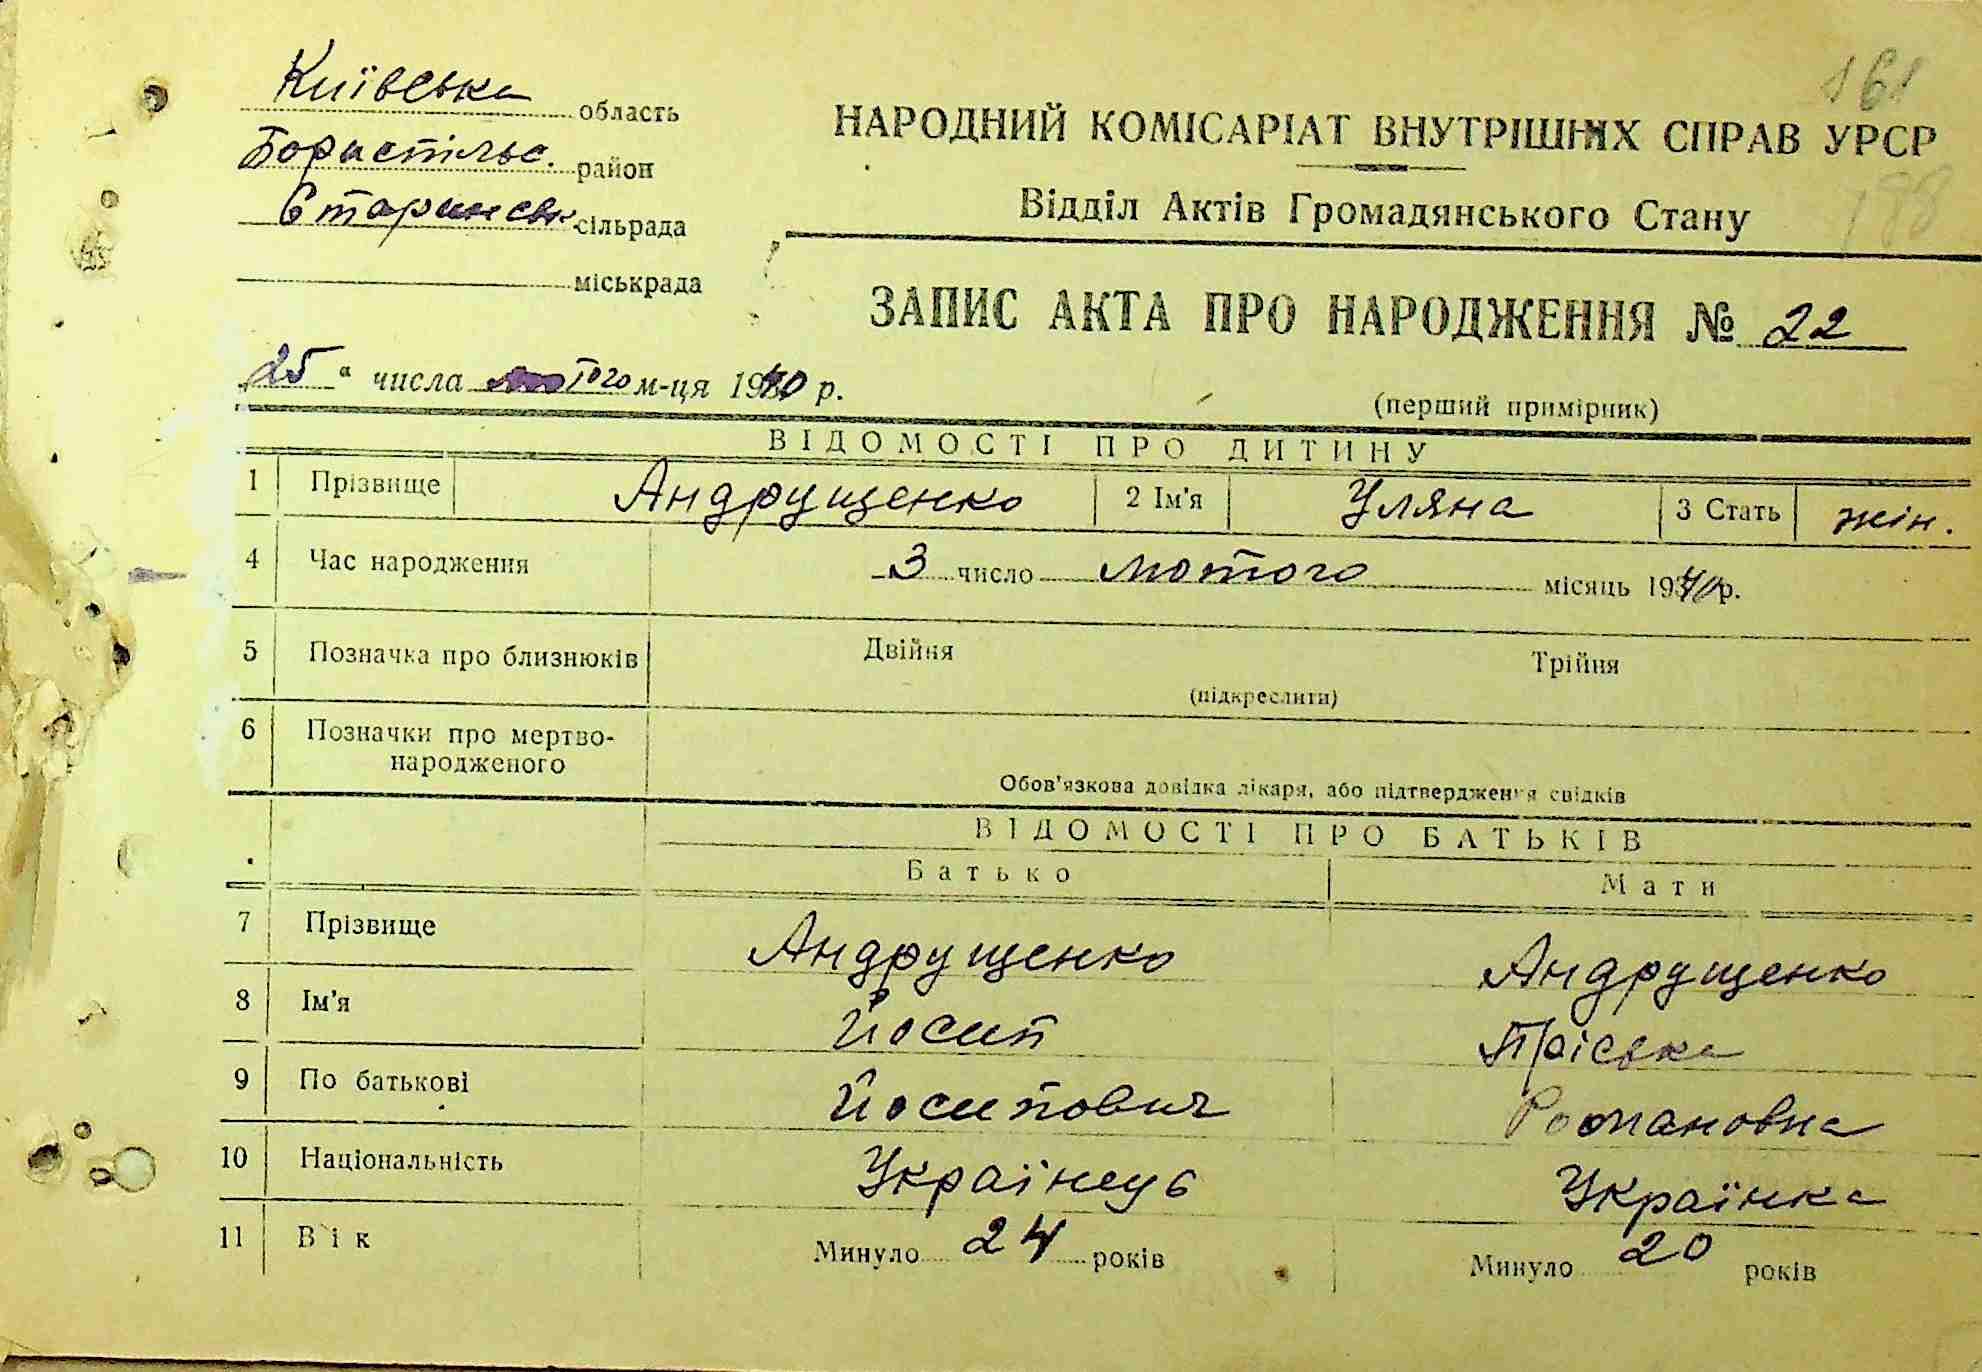 161
Київська область
Бориспільс. район
Старинськ сільрада
міськрада
НАРОДНИЙ КОМІСАРІАТ ВНУТРІШНІХ СПРАВ УРСР
Відділ Актів Громадянського Стану
198
ЗАПИС АКТА ПРО НАРОДЖЕННЯ № 22
25 " числа лютого м-ця 1940 р.
(перший примірник)
ВІДОМОСТІ ПРО ДИТИНУ
1 Прізвище Андрущенко 2 Ім'я Уляна 3 Стать жін.
4 Час народження 3 число лютого місяць 1940 р.
5 Позначка про близнюків Двійня Трійня
(підкреслити)
6 Позначки про мертво-
народженого
Обов'язкова довідка лікаря, або підтвердження свідків
ВІДОМОСТІ ПРО БАТЬКІВ
Батько Мати
7 Прізвище Андрущенко Андрущенко
8 Ім'я Йосип Пріська
9 По батькові Йосипович Романовна
10 Національність Українець Українка
11 Вік Минуло 24 років Минуло 20 років